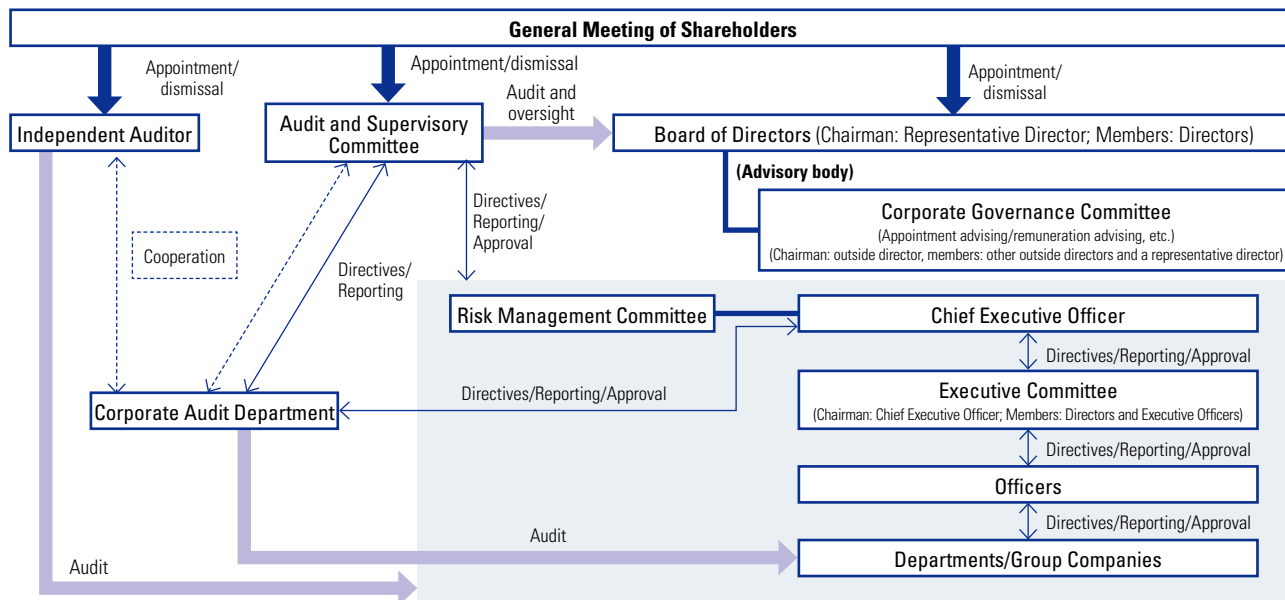 General Meeting of Shareholders
Appointment/
dismissal
Appointment/dismissal
Appointment/
dismissal
Audit and
oversight
Independent Auditor
Audit and Supervisory
Committee
Board of Directors (Chairman: Representative Director; Members: Directors)
(Advisory body)
Directives/
Reporting/
Approval
Corporate Governance Committee
(Appointment advising/remuneration advising, etc.)
(Chairman: outside director, members: other outside directors and a representative director)
Cooperation
Directives/
Reporting
Risk Management Committee
Chief Executive Officer
Directives/Reporting/Approval
Directives/Reporting/Approval
Executive Committee
(Chairman: Chief Executive Officer; Members: Directors and Executive Officers)
Corporate Audit Department
Directives/Reporting/Approval
Officers
Directives/Reporting/Approval
Audit
Departments/Group Companies
Audit